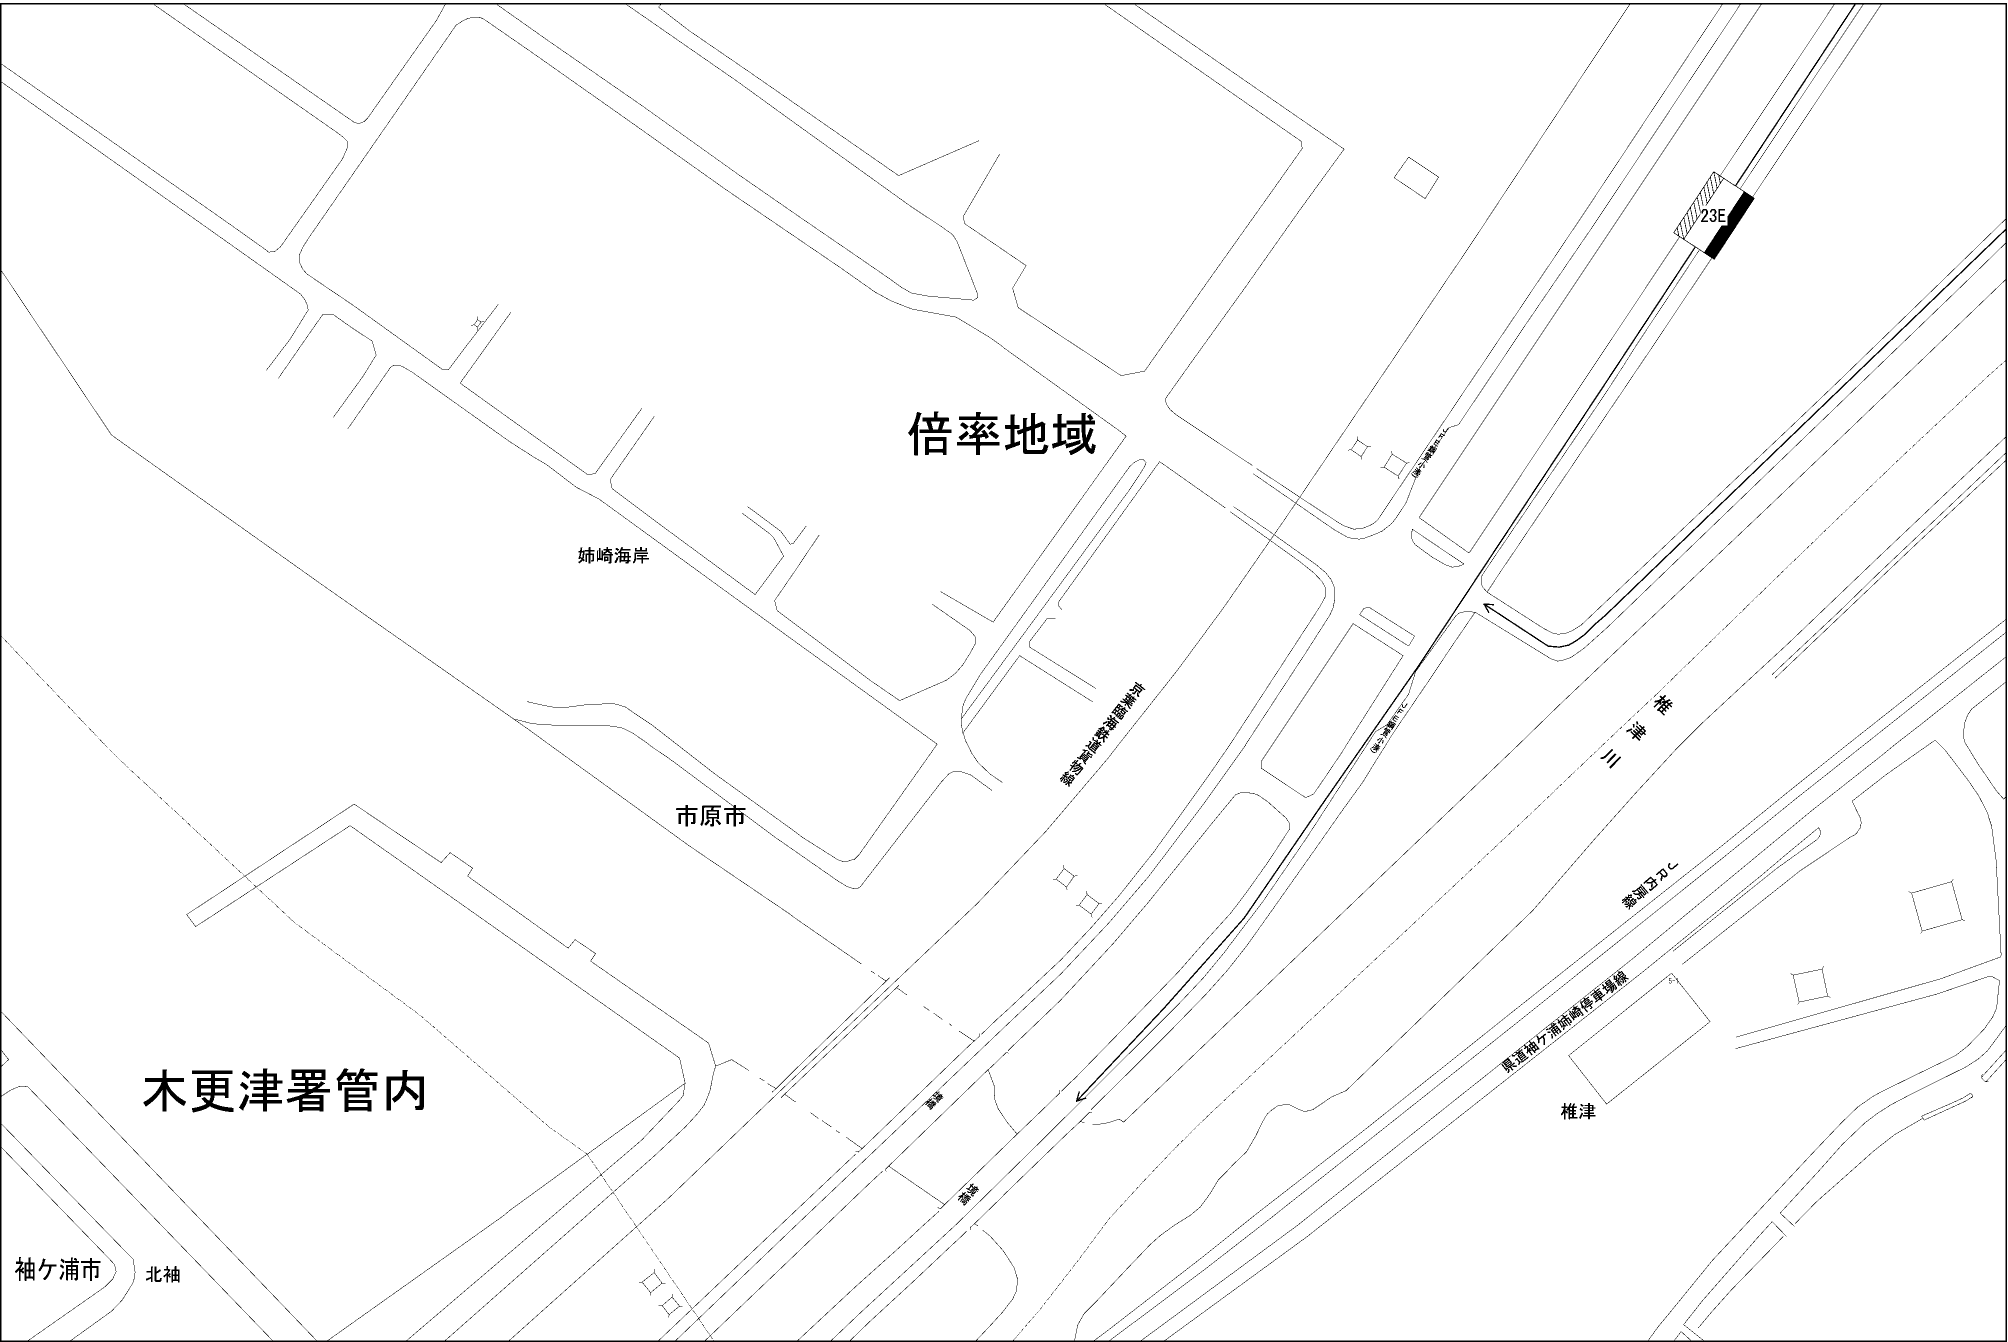 23E
倍率地域
姉崎海岸
京葉臨海鉄道貨物線
椎津川
市原市
JR内房線
県道袖ケ浦姉崎停車場線
木更津署管内
椎津
境橋
袖ケ浦市
北袖